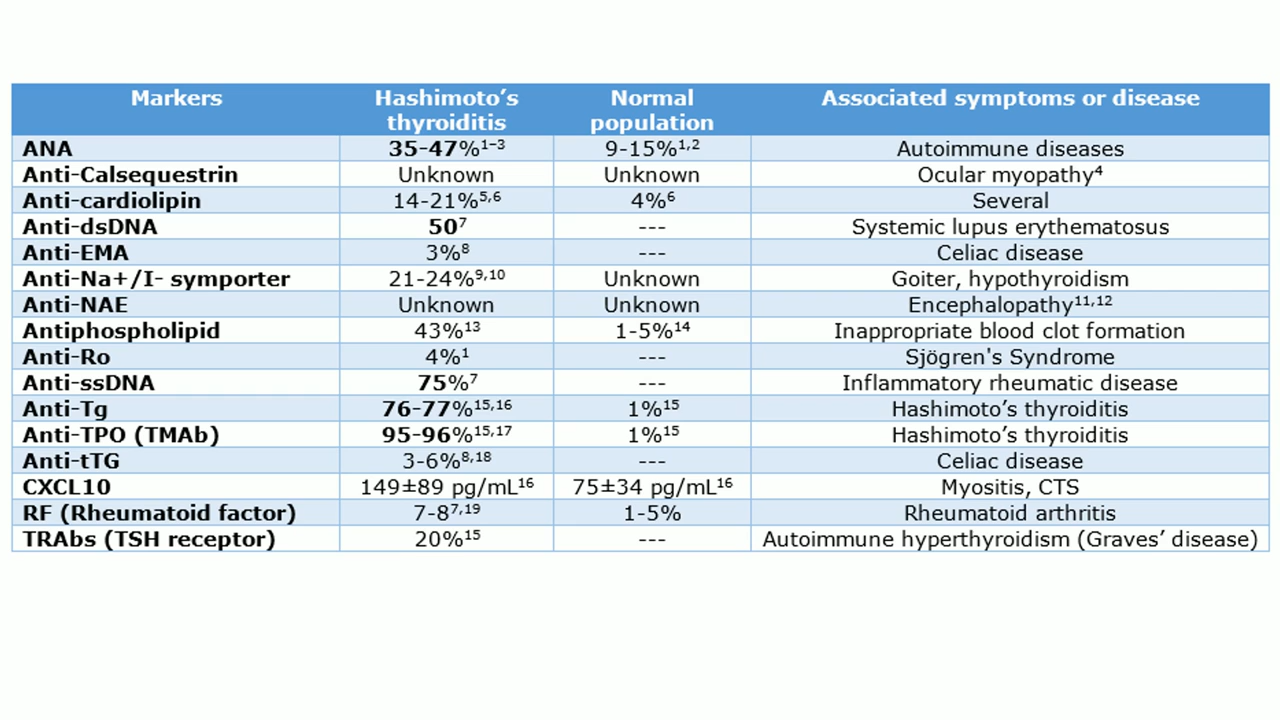 Markers Hashimoto’s thyroiditis Normal population Associated symptoms or disease
ANA 35-47%¹⁻³ 9-15%¹,² Autoimmune diseases
Anti-Calsequestrin Unknown Unknown Ocular myopathy⁴
Anti-cardiolipin 14-21%⁵,⁶ 4%⁶ Several
Anti-dsDNA 50⁷ --- Systemic lupus erythematosus
Anti-EMA 3%⁸ --- Celiac disease
Anti-Na+/I- symporter 21-24%⁹,¹⁰ Unknown Goiter, hypothyroidism
Anti-NAE Unknown Unknown Encephalopathy¹¹,¹²
Antiphospholipid 43%¹³ 1-5%¹⁴ Inappropriate blood clot formation
Anti-Ro 4%¹ --- Sjögren's Syndrome
Anti-ssDNA 75%⁷ --- Inflammatory rheumatic disease
Anti-Tg 76-77%¹⁵,¹⁶ 1%¹⁵ Hashimoto’s thyroiditis
Anti-TPO (TMAb) 95-96%¹⁵,¹⁷ 1%¹⁵ Hashimoto’s thyroiditis
Anti-tTG 3-6%⁸,¹⁸ --- Celiac disease
CXCL10 149±89 pg/mL¹⁶ 75±34 pg/mL¹⁶ Myositis, CTS
RF (Rheumatoid factor) 7-8⁷,¹⁹ 1-5% Rheumatoid arthritis
TRAbs (TSH receptor) 20%¹⁵ --- Autoimmune hyperthyroidism (Graves’ disease)